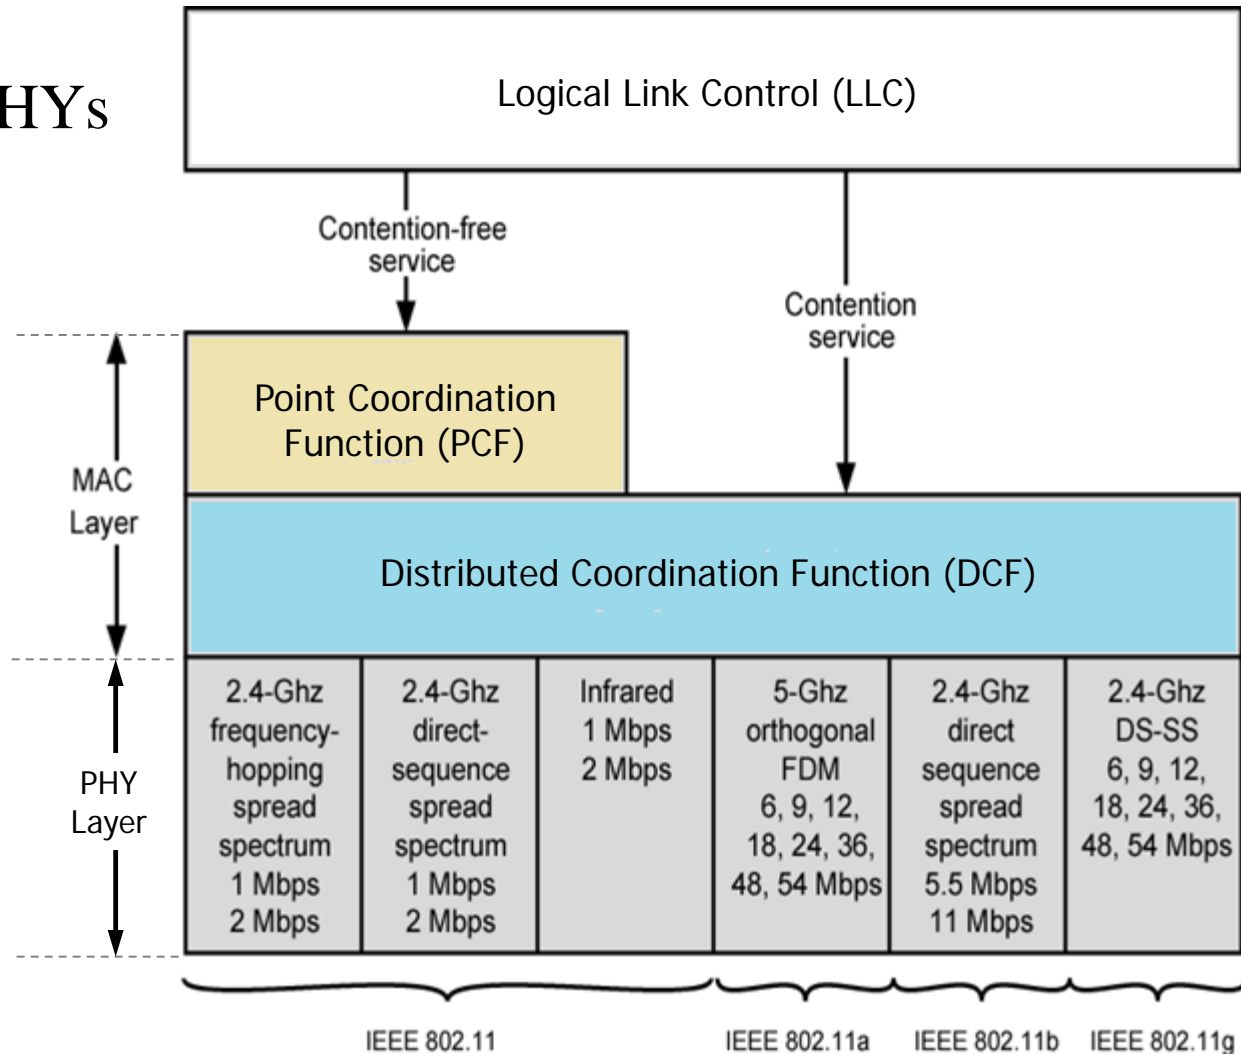 HYs
Logical Link Control (LLC)
Contention-free
service
Contention
service
Point Coordination
Function (PCF)
MAC
Layer
Distributed Coordination Function (DCF)
PHY
Layer
2.4-Ghz
frequency-
hopping
spread
spectrum
1 Mbps
2 Mbps
2.4-Ghz
direct-
sequence
spread
spectrum
1 Mbps
2 Mbps
Infrared
1 Mbps
2 Mbps
5-Ghz
orthogonal
FDM
6, 9, 12,
18, 24, 36,
48, 54 Mbps
2.4-Ghz
direct
sequence
spread
spectrum
5.5 Mbps
11 Mbps
2.4-Ghz
DS-SS
6, 9, 12,
18, 24, 36,
48, 54 Mbps
IEEE 802.11
IEEE 802.11a
IEEE 802.11b
IEEE 802.11g